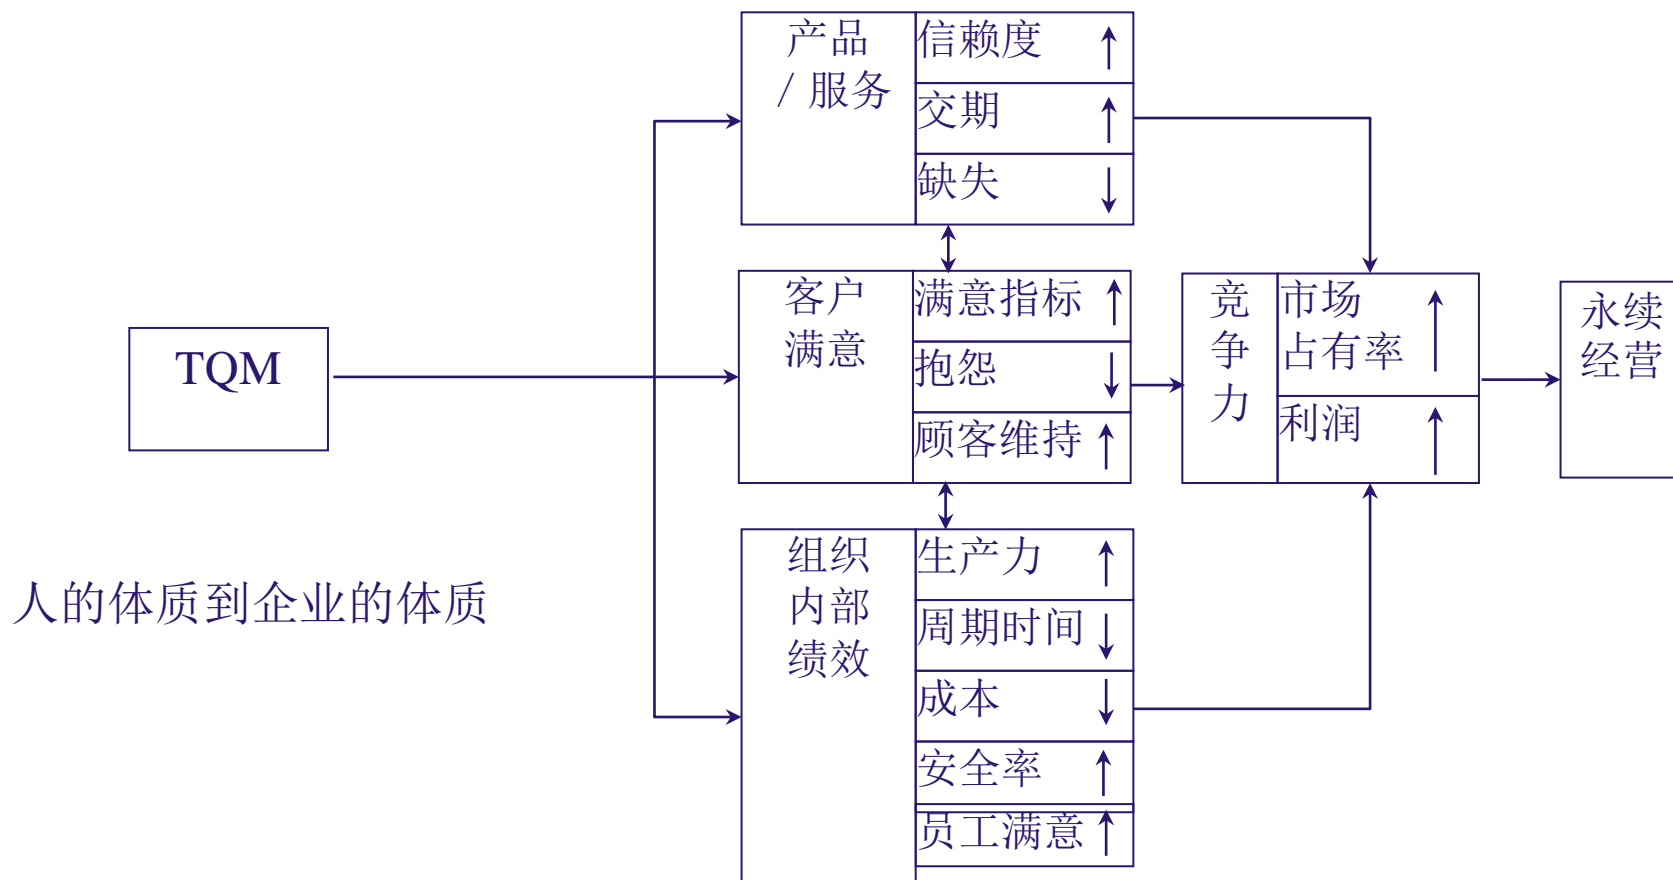 TQM
人的体质到企业的体质
产品
/ 服务
信赖度
交期
缺失
客户
满意
满意指标
抱怨
顾客维持
组织
内部
绩效
生产力
周期时间
成本
安全率
员工满意
竞
争
力
市场
占有率
利润
永续
经营